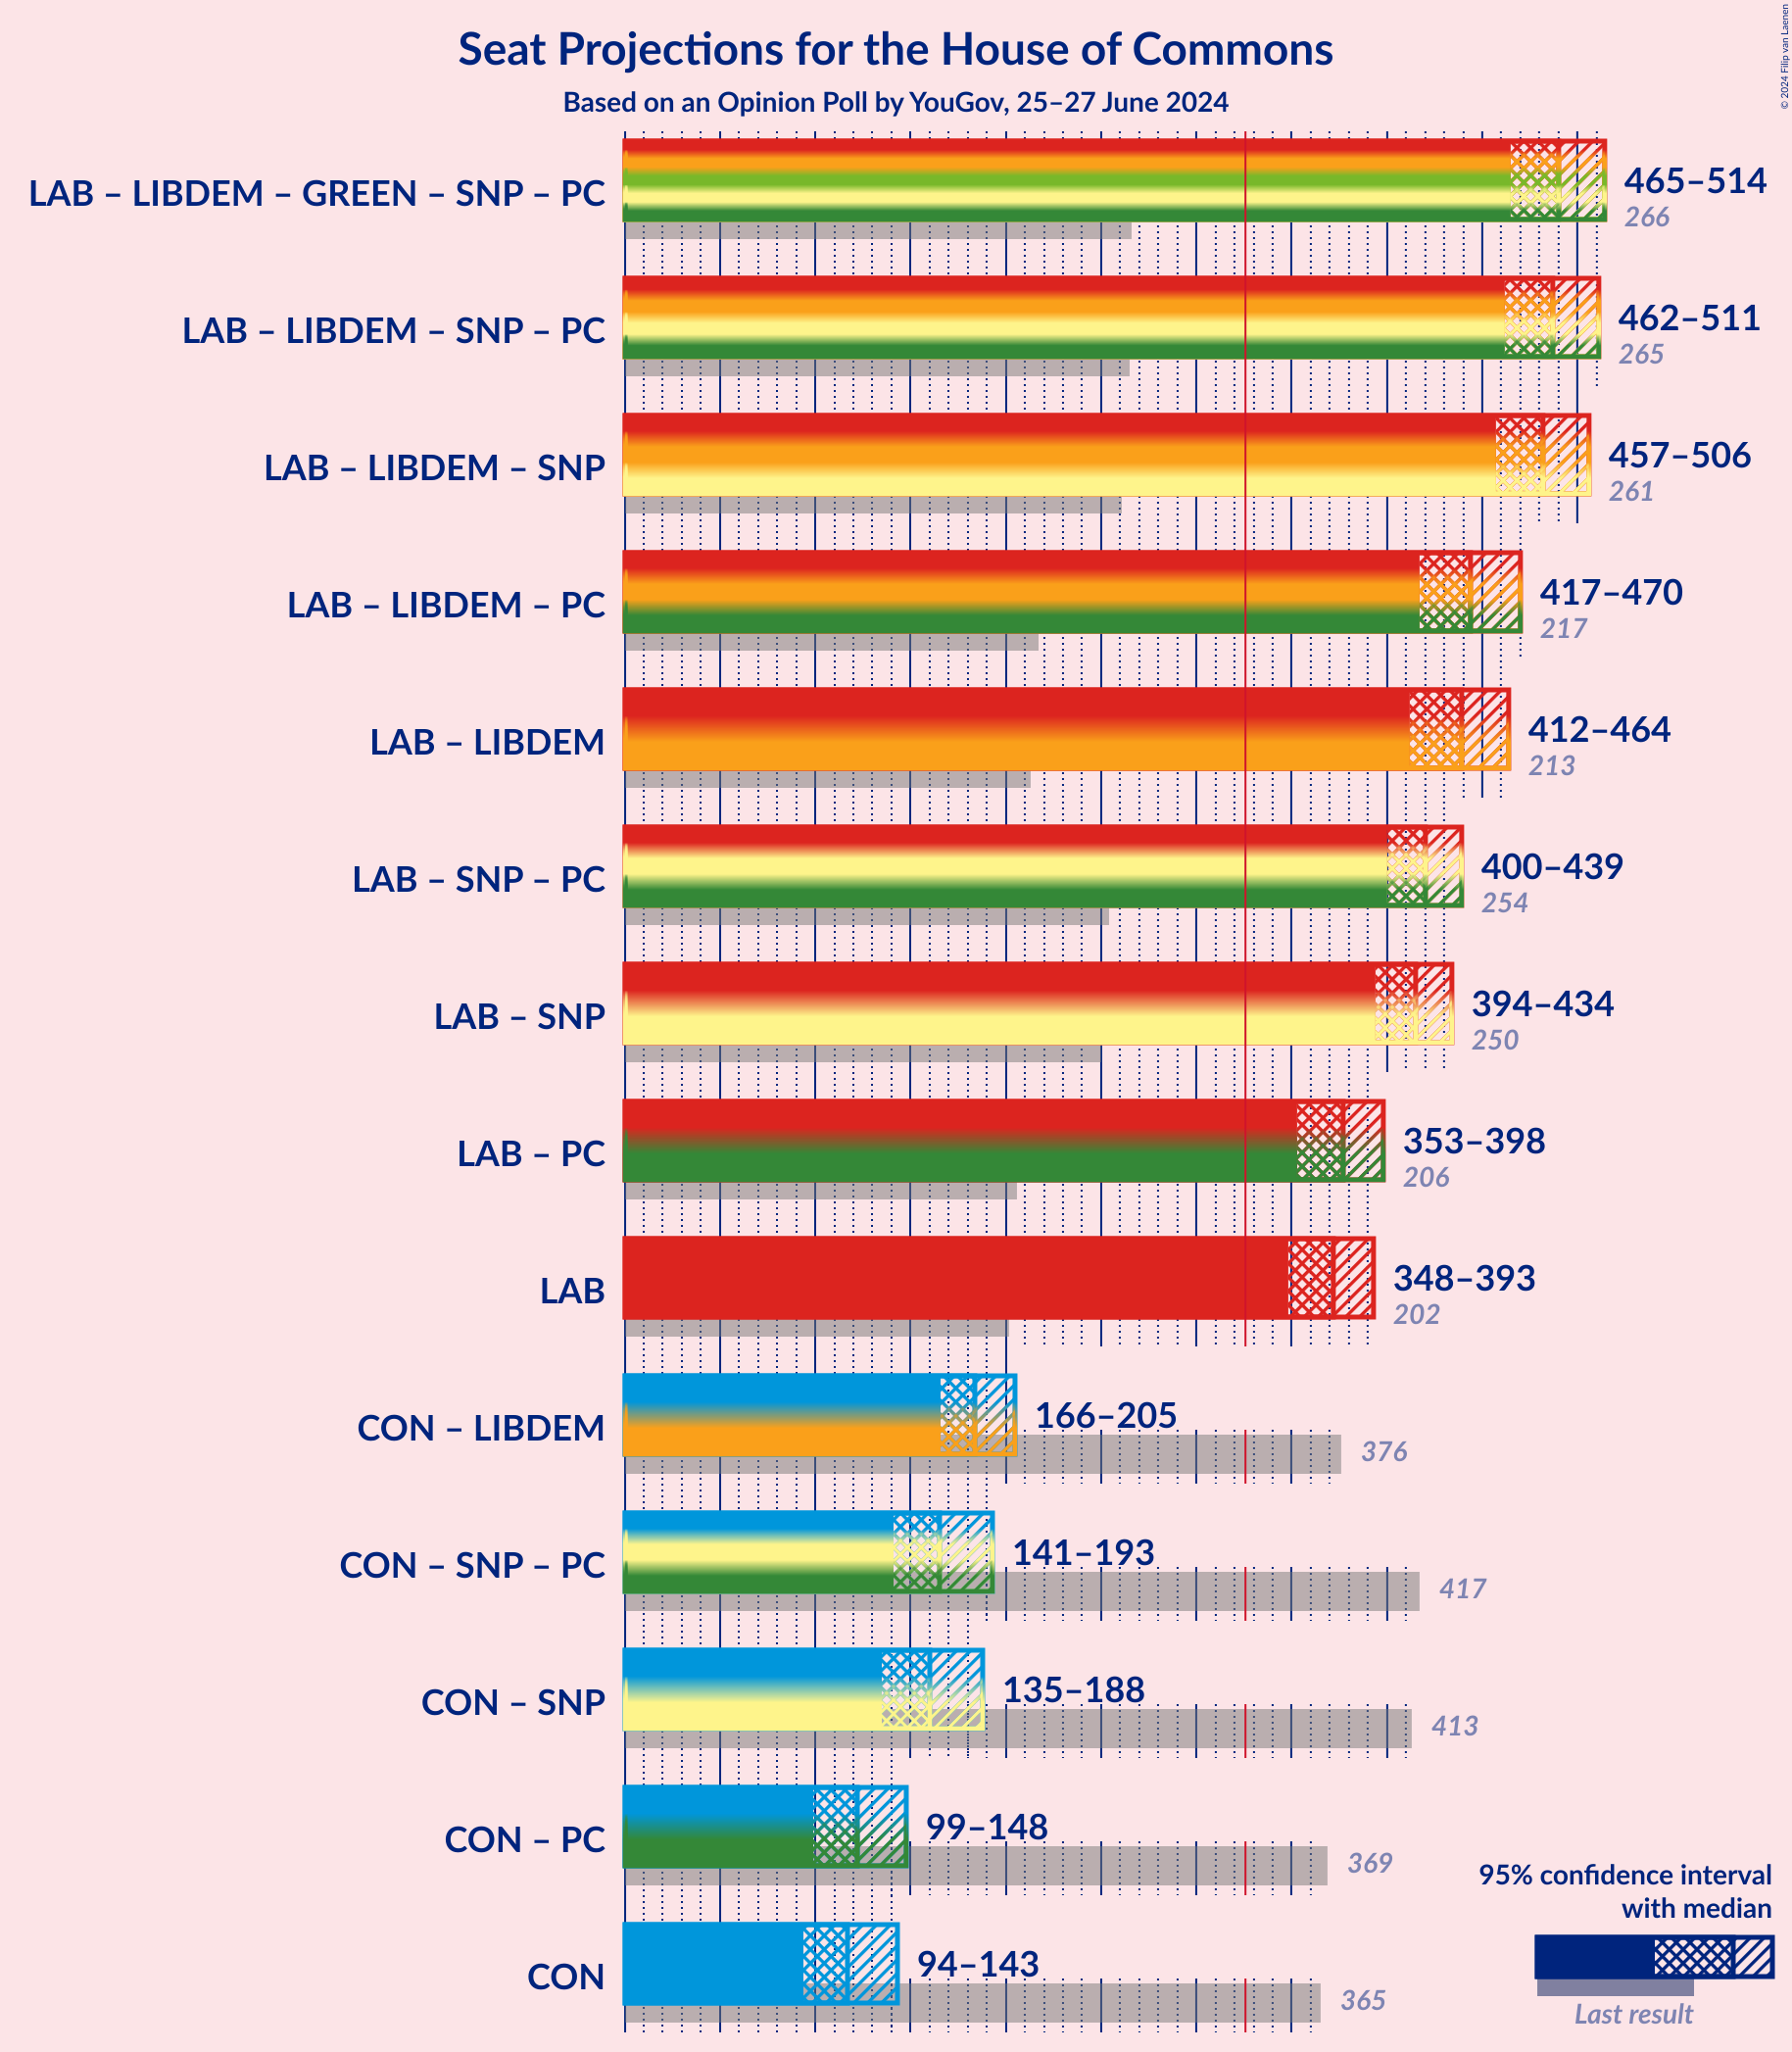 Seat Projections for the House of Commons
Based on an Opinion Poll by YouGov, 25–27 June 2024
© 2024 Filip van Laenen
LAB – LIBDEM – GREEN – SNP – PC
465–514
266
LAB – LIBDEM – SNP – PC
462–511
265
LAB – LIBDEM – SNP
457–506
261
LAB – LIBDEM – PC
417–470
217
LAB – LIBDEM
412–464
213
LAB – SNP – PC
400–439
254
LAB – SNP
394–434
250
LAB – PC
353–398
206
LAB
348–393
202
CON – LIBDEM
166–205
376
CON – SNP – PC
141–193
417
CON – SNP
135–188
413
CON – PC
99–148
369
CON
94–143
365
95% confidence interval
with median
Last result